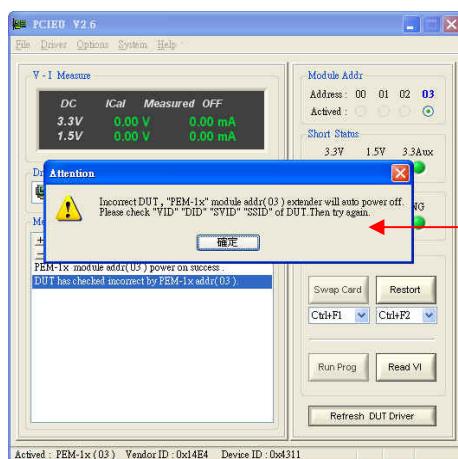 PCIEU V2.6
File Driver Options System Help
V - I Measure
DC ICal Measured OFF
3.3V 0.00 V 0.00 mA
1.5V 0.00 V 0.00 mA
Module Addr
Address : 00 01 02 03
Actived :
Short Status
3.3V 1.5V 3.3Aux
Attention
Incorrect DUT , "PEM-1x" module addr( 03 ) extender will auto power off.
Please check "VID" "DID" "SVID" "SSID" of DUT.Then try again.
確定
PEM-1x module addr( 03 ) power on success .
DUT has checked incorrect by PEM-1x addr( 03 ).
Swap Card Restort
Ctrl+F1 Ctrl+F2
Run Prog Read VI
Refresh DUT Driver
Actived : PEM-1x ( 03 ) Vendor ID : 0x14E4 Device ID : 0x4311